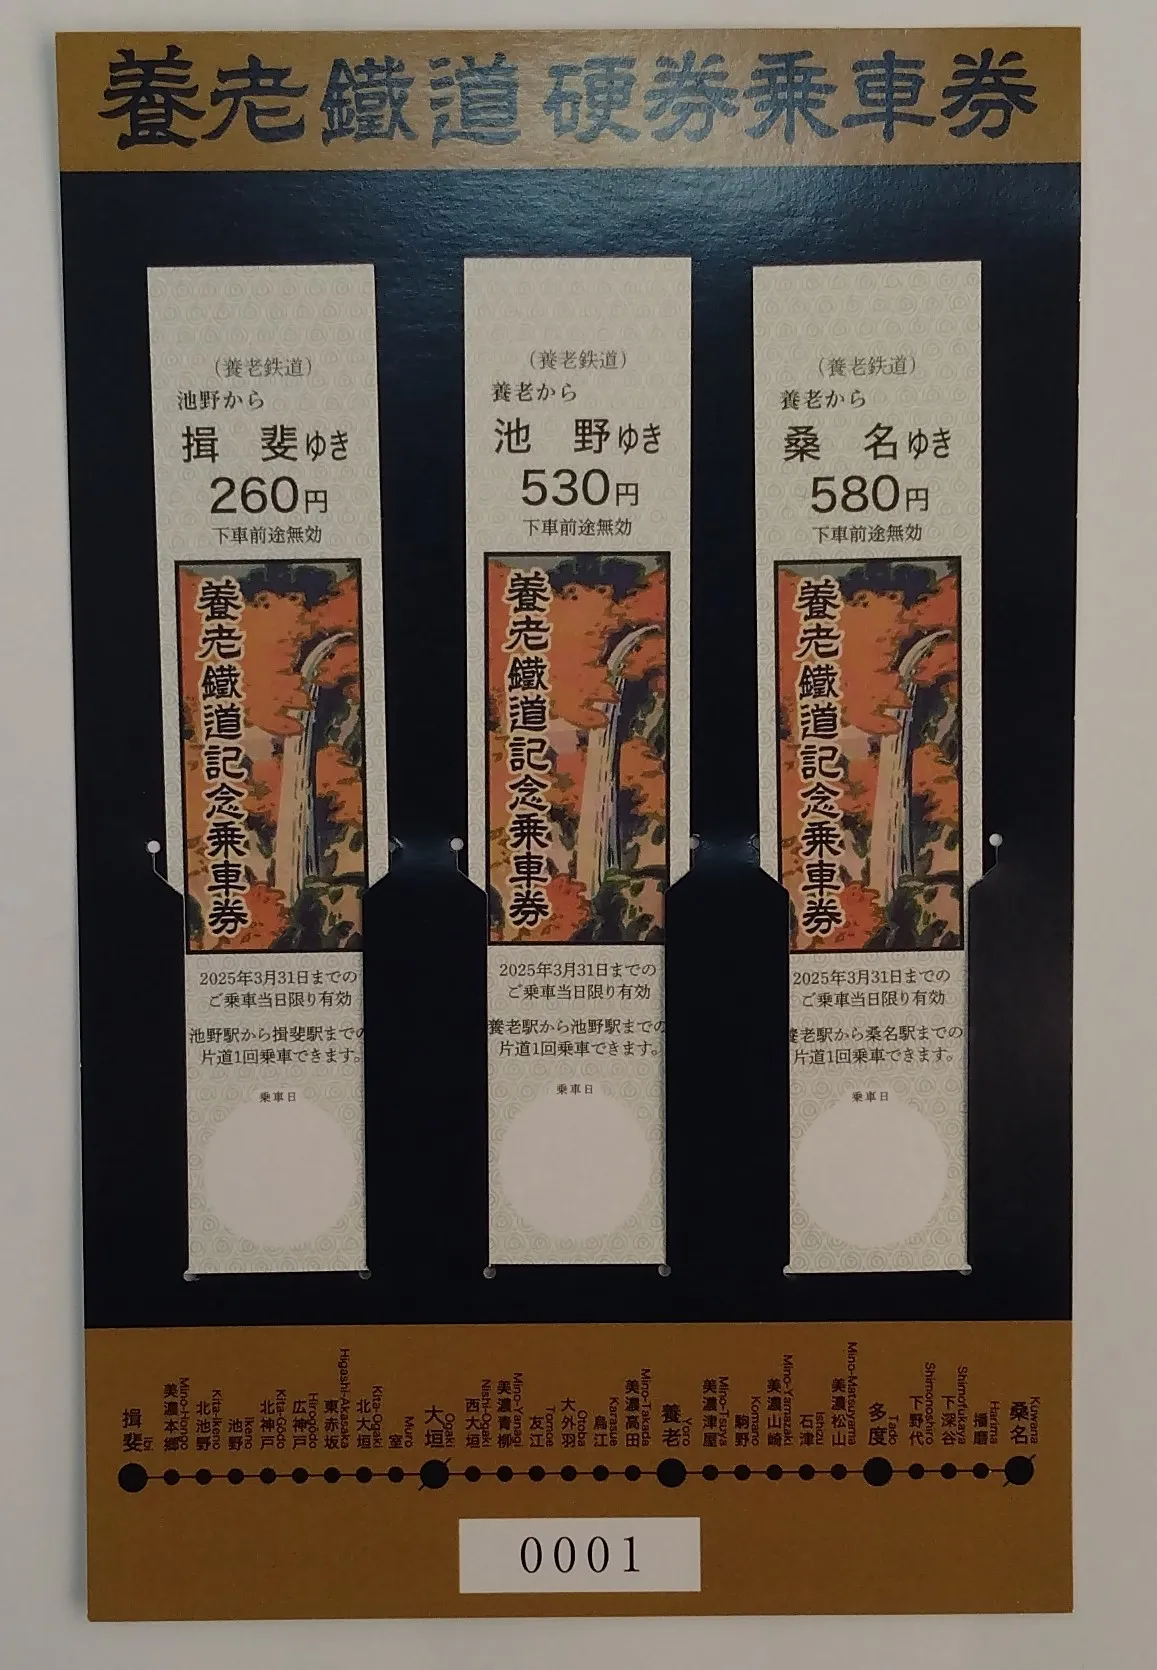 養老鐵道 硬券乗車券
（養老鉄道）
池野から
揖 斐ゆき
260円
下車前途無効
養老鐵道記念乗車券
2025年3月31日までの
ご乗車当日限り有効
池野駅から揖斐駅までの
片道1回乗車できます。
乗車日
（養老鉄道）
養老から
池 野ゆき
530円
下車前途無効
養老鐵道記念乗車券
2025年3月31日までの
ご乗車当日限り有効
養老駅から池野駅までの
片道1回乗車できます。
乗車日
（養老鉄道）
養老から
桑 名ゆき
580円
下車前途無効
養老鐵道記念乗車券
2025年3月31日までの
ご乗車当日限り有効
養老駅から桑名駅までの
片道1回乗車できます。
乗車日
揖斐 Ibi
美濃本郷 Mino-Hongo
北池野 Kita-Ikeno
池野 Ikeno
北神戸 Kita-Gōdo
広神戸 Hirogōdo
東赤坂 Higashi-Akasaka
北大垣 Kita-Ogaki
室 Muro
大垣 Ogaki
西大垣 Nishi-Ogaki
美濃青柳 Mino-Yanagi
友江 Tomoe
大外羽 Otoba
烏江 Karasue
美濃高田 Mino-Takada
養老 Yoro
美濃津屋 Mino-Tsuya
駒野 Komano
美濃山崎 Mino-Yamazaki
石津 Ishizu
美濃松山 Mino-Matsuyama
多度 Tado
下野代 Shimonoshiro
下深谷 Shimofukaya
播磨 Harima
桑名 Kuwana
0001